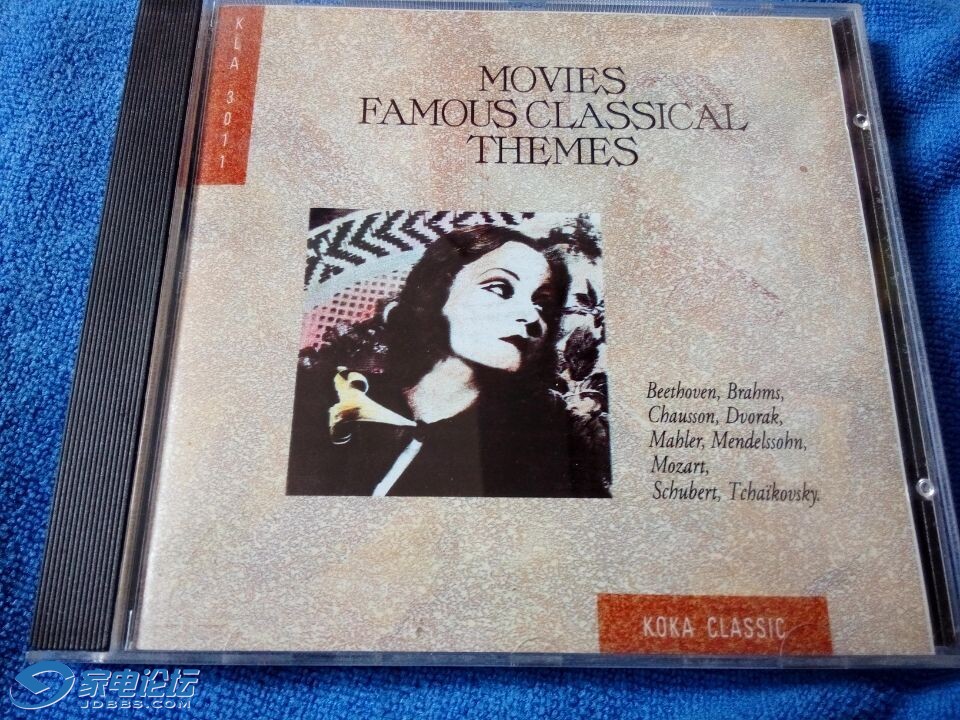 KLA 3011
MOVIES
FAMOUS CLASSICAL
THEMES
Beethoven, Brahms,
Chausson, Dvorak,
Mahler, Mendelssohn,
Mozart,
Schubert, Tchaïkovsky.
KOKA CLASSIC
家电论坛
JDBBS.COM